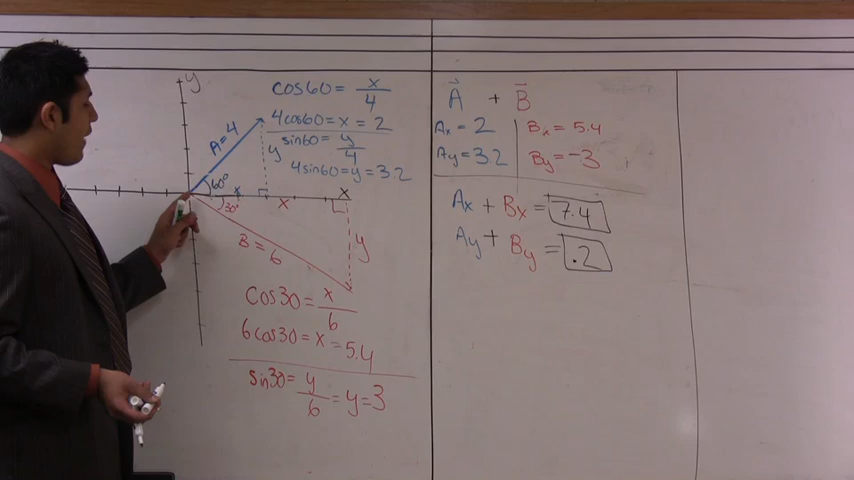 y
cos60 = x/4
4cos60 = x = 2
sin60 = y/4
4sin60 = y = 3.2
A = 4
y
60°
x
x
30°
x
B = 6
y
Cos30 = x/6
6cos30 = x = 5.4
sin30 = y/6 = y = 3
A + B
Ax = 2
Ay = 3.2
Bx = 5.4
By = -3
Ax + Bx = 7.4
Ay + By = .2